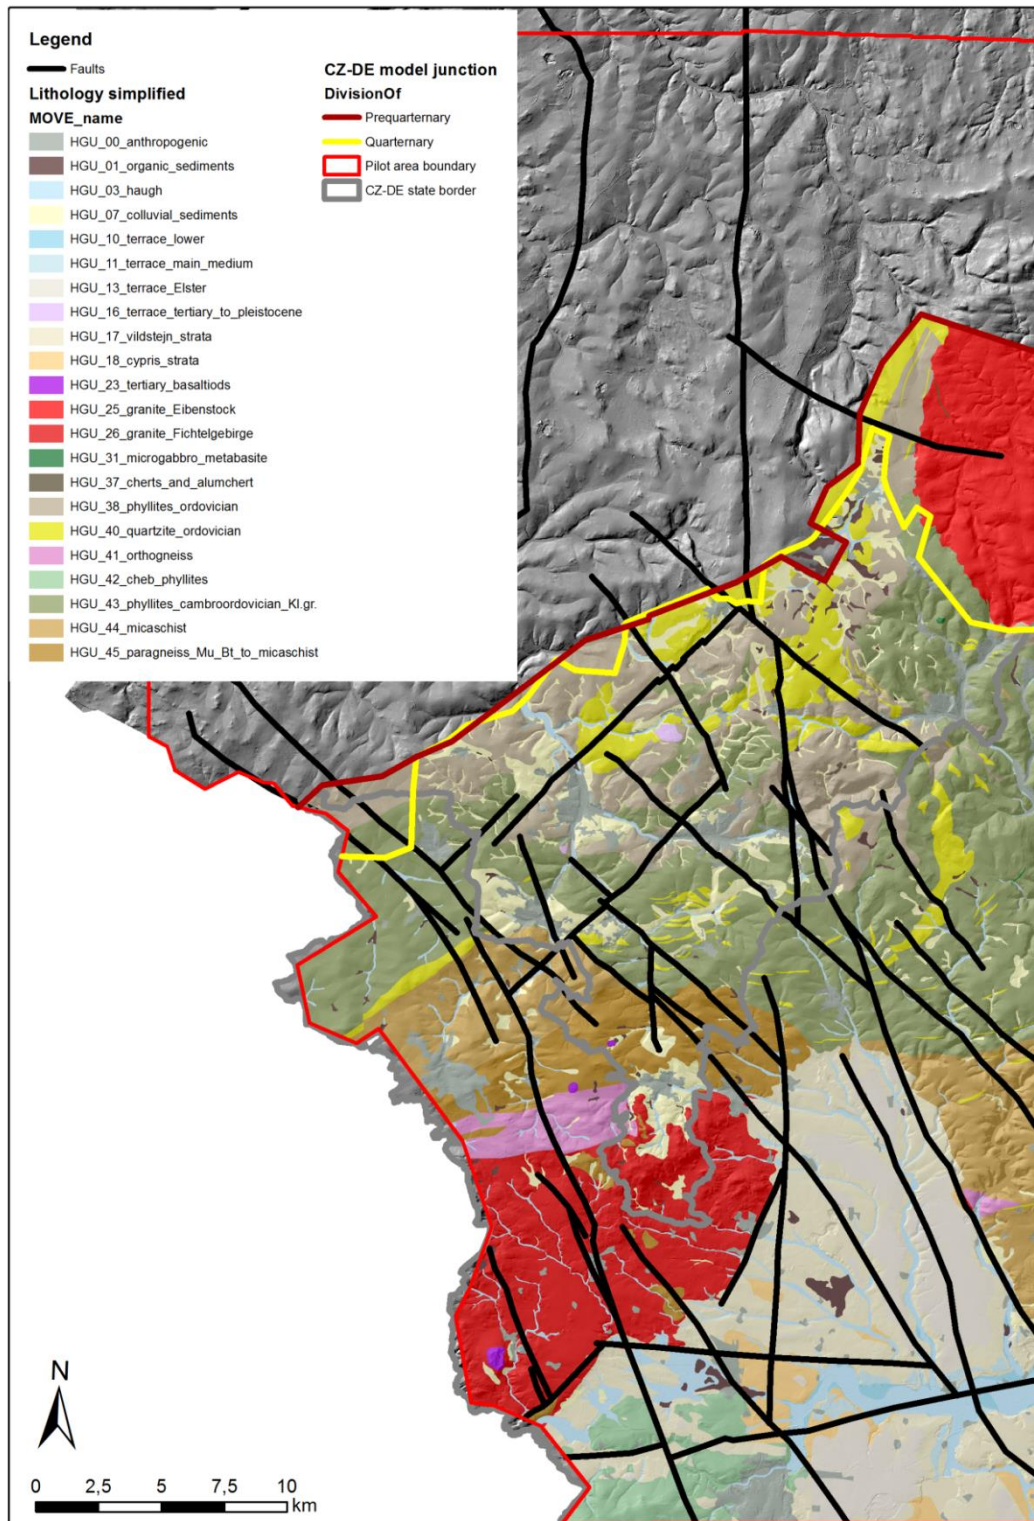 Legend
Faults
Lithology simplified
MOVE_name
HGU_00_anthropogenic
HGU_01_organic_sediments
HGU_03_haugh
HGU_07_colluvial_sediments
HGU_10_terrace_lower
HGU_11_terrace_main_medium
HGU_13_terrace_Elster
HGU_16_terrace_tertiary_to_pleistocene
HGU_17_vildstejn_strata
HGU_18_cypris_strata
HGU_23_tertiary_basaltiods
HGU_25_granite_Eibenstock
HGU_26_granite_Fichtelgebirge
HGU_31_microgabbro_metabasite
HGU_37_cherts_and_alumchert
HGU_38_phyllites_ordovician
HGU_40_quartzite_ordovician
HGU_41_orthogneiss
HGU_42_cheb_phyllites
HGU_43_phyllites_cambroordovician_Kl.gr.
HGU_44_micaschist
HGU_45_paragneiss_Mu_Bt_to_micaschist
CZ-DE model junction
DivisionOf
Prequarternary
Quarternary
Pilot area boundary
CZ-DE state border
N
0 2,5 5 7,5 10
km